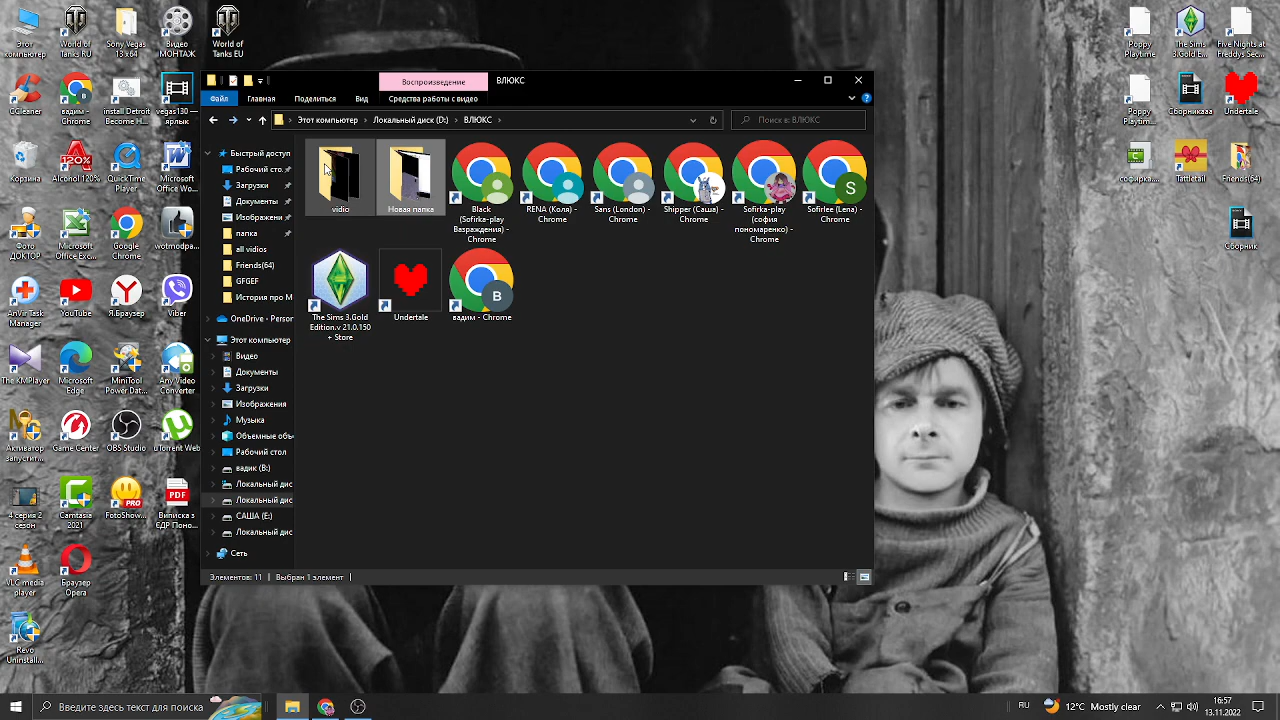 Этот
компьютер
World of
Tanks RU
Sony Vegas
13 x64
Видео
МОНТАЖ
World of
Tanks EU
CCleaner
вадим -
Chrome
install Detroit
Become H...
vegas130 —
ярлык
Корзина
Alcohol 120%
QuickTime
Player
Microsoft
Office Wo...
Фото
ДОКТОР
Microsoft
Office Exc...
Google
Chrome
wotmodpa...
AnVir Task
Manager
YouTube
Я.Браузер
Viber
The KMPlayer
Microsoft
Edge
MiniTool
Power Dat...
Any Video
Converter
Активатор
запустит...
Game Center
OBS Studio
uTorrent Web
4 серия 2
сезон
Camtasia
2021
FotoShow...
Выписка з
ЄДР Поно...
VLC media
player
Браузер
Opera
Revo
Uninstall...
Воспроизведение
ВЛЮКС
Файл
Главная
Поделиться
Вид
Средства работы с видео
Этот компьютер
Локальный диск (D:)
ВЛЮКС
Поиск в: ВЛЮКС
Быстрый доступ
Рабочий сто.
Загрузки
Документы
Изображени
папка
all vidios
Friends(64)
GFGEF
История про М
OneDrive - Person
Этот компьютер
Видео
Документы
Загрузки
Изображения
Музыка
Объемные объ
Рабочий стол
вадик (B:)
Локальный дис
Локальный дис
САША (E:)
Локальный дис
Сеть
vidio
Новая папка
Black
(Sofirka-play
Вазраждения) -
Chrome
RENA (Коля) -
Chrome
Sans (London) -
Chrome
Shipper (Саша) -
Chrome
Sofirka-play
(софия
пономаренко) -
Chrome
S
Sofirlee (Lena) -
Chrome
The Sims 3.Gold
Edition.v 21.0.150
+ Store
Undertale
В
вадим - Chrome
Элементов: 11
Выбран 1 элемент
Poppy
Playtime
The Sims
3.Gold E...
Five Nights at
Freddys Sec...
Poppy
Playtim...
Сборникааа
Undertale
софирка...
Tattletail
Friends(64)
Сборник
Введите здесь текст для поиска
RU
12°C Mostly clear
16:57
13.11.2022